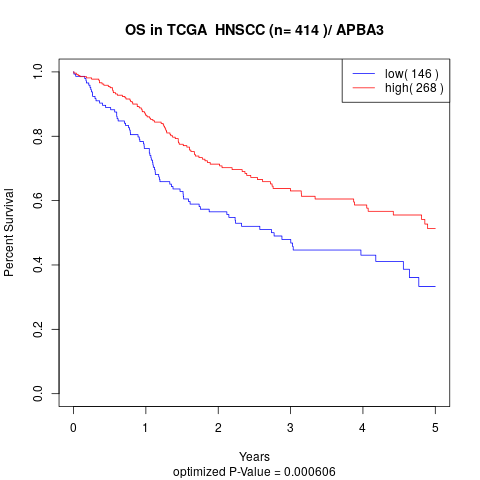 OS in TCGA  HNSCC (n= 414 )/ APBA3
low( 146 )
high( 268 )
Percent Survival
1.0
0.8
0.6
0.4
0.2
0.0
0 1 2 3 4 5
Years
optimized P-Value = 0.000606